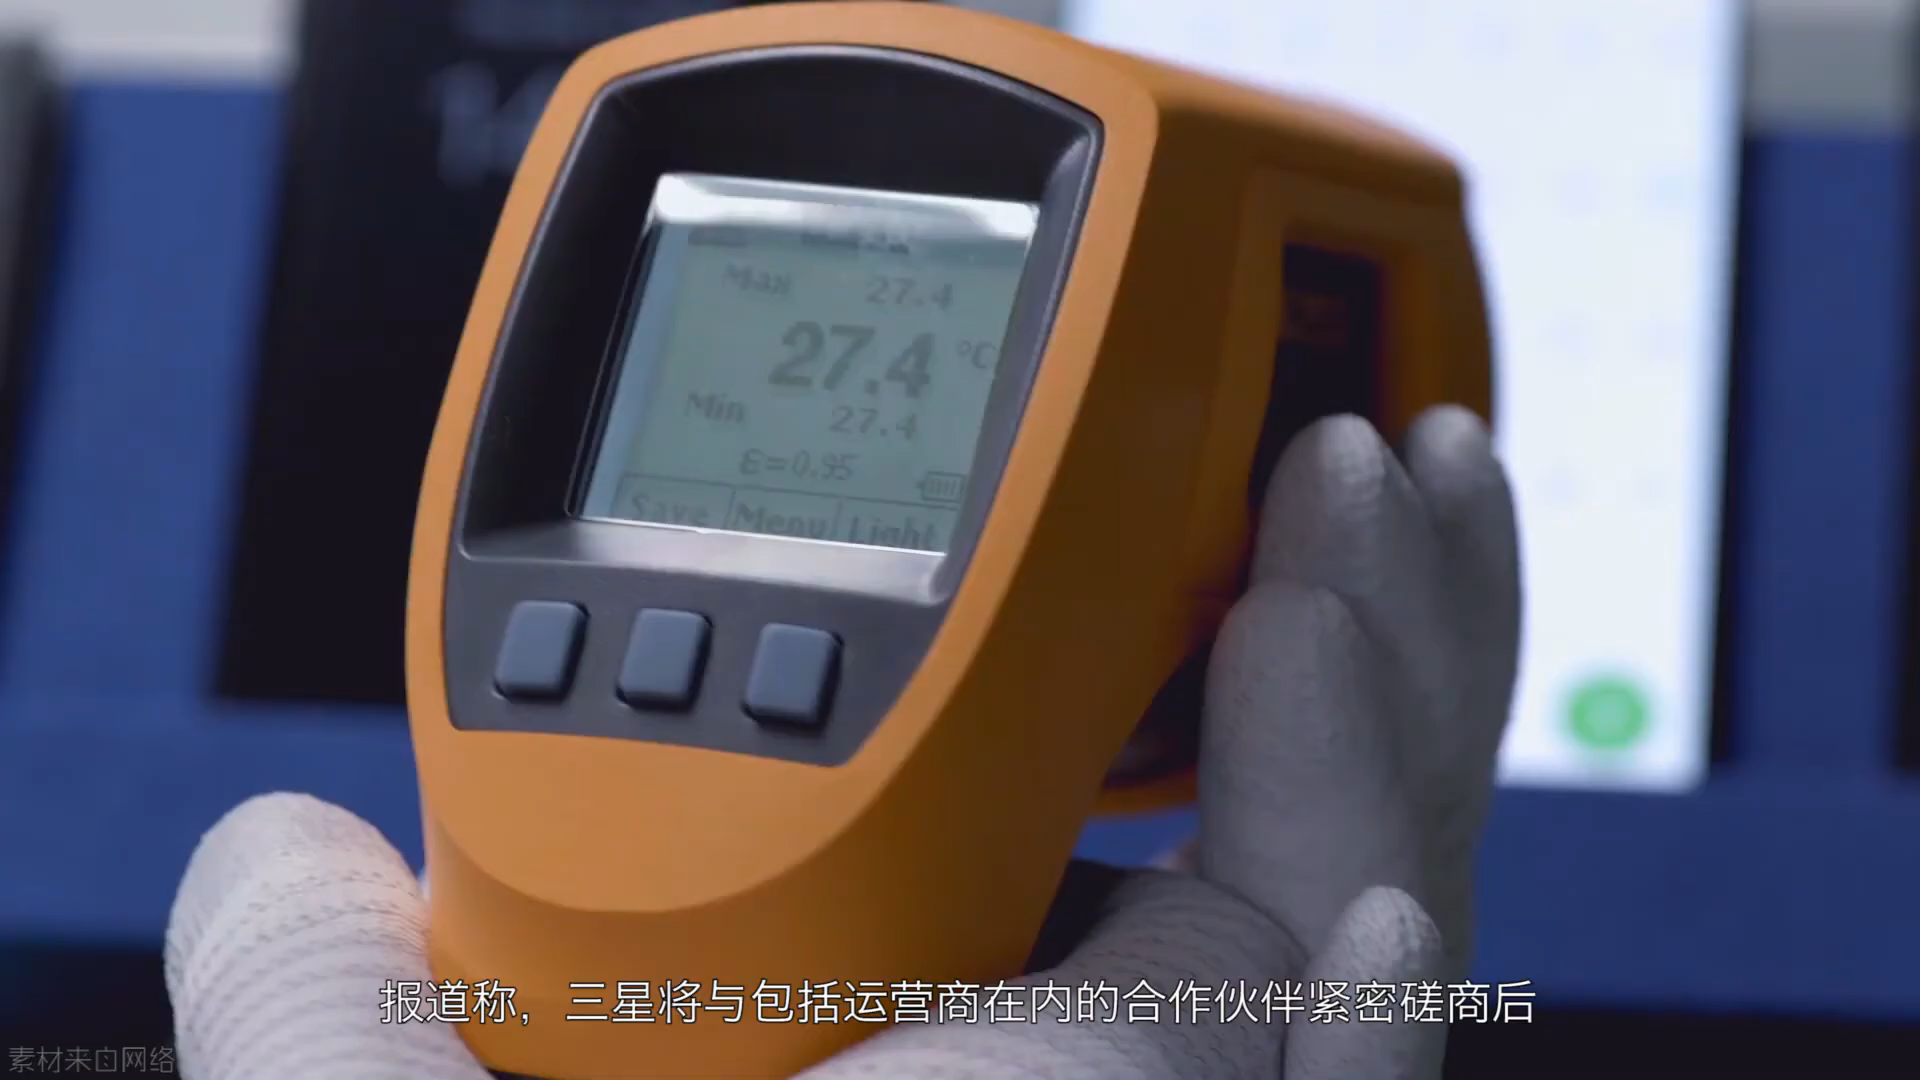 Max 27.4
27.4 °C
Min 27.4
ε=0.95
Save Menu Light
报道称，三星将与包括运营商在内的合作伙伴紧密磋商后
素材来自网络